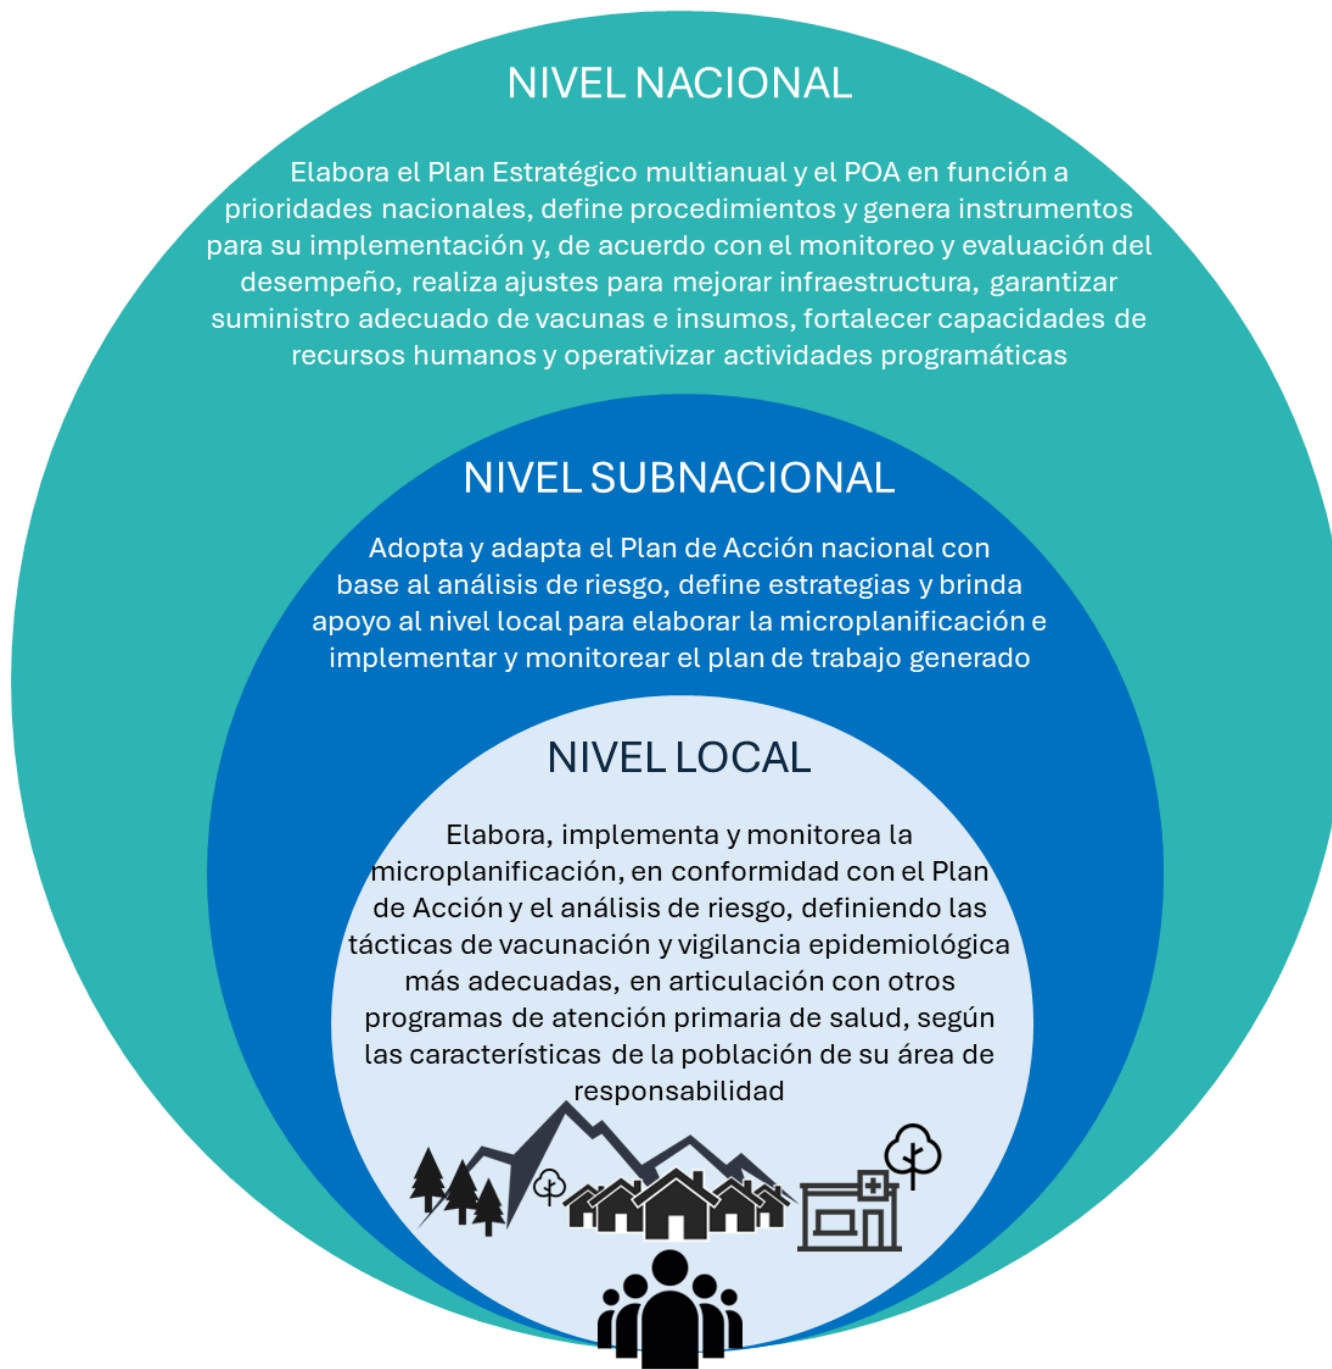 NIVEL NACIONAL
Elabora el Plan Estratégico multianual y el POA en función a
prioridades nacionales, define procedimientos y genera instrumentos
para su implementación y, de acuerdo con el monitoreo y evaluación del
desempeño, realiza ajustes para mejorar infraestructura, garantizar
suministro adecuado de vacunas e insumos, fortalecer capacidades de
recursos humanos y operativizar actividades programáticas
NIVEL SUBNACIONAL
Adopta y adapta el Plan de Acción nacional con
base al análisis de riesgo, define estrategias y brinda
apoyo al nivel local para elaborar la microplanificación e
implementar y monitorear el plan de trabajo generado
NIVEL LOCAL
Elabora, implementa y monitorea la
microplanificación, en conformidad con el Plan
de Acción y el análisis de riesgo, definiendo las
tácticas de vacunación y vigilancia epidemiológica
más adecuadas, en articulación con otros
programas de atención primaria de salud, según
las características de la población de su área de
responsabilidad